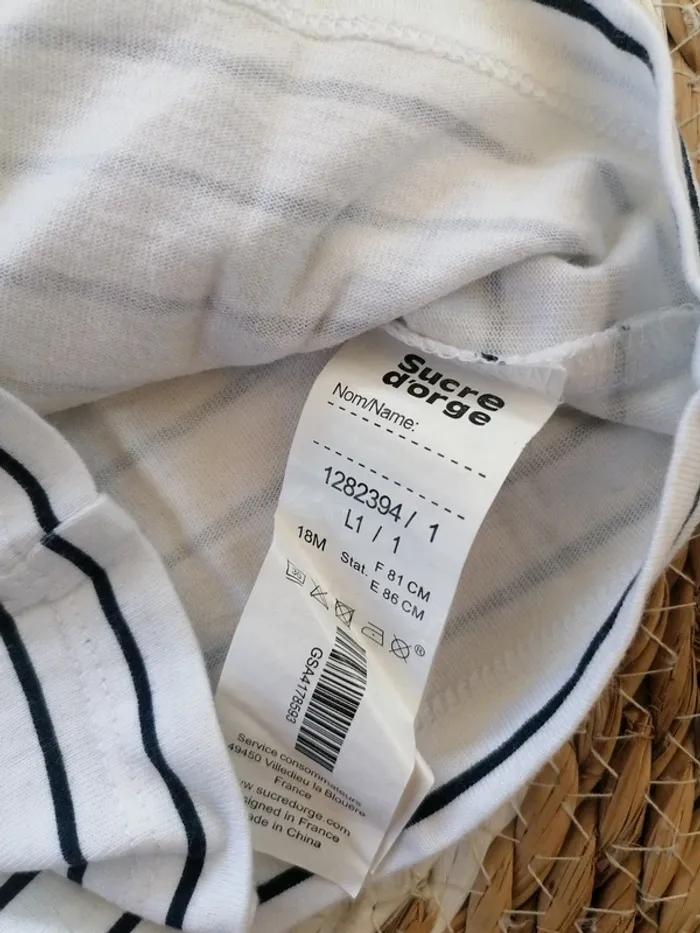 Sucre
d'orge
Nom/Name:
1282394 / 1
L1 / 1
18M Stat. F 81 CM
E 86 CM
30
GSA4178593
Service consommateurs
49450 Villedieu la Blouère
France
www.sucredorge.com
Designed in France
Made in China